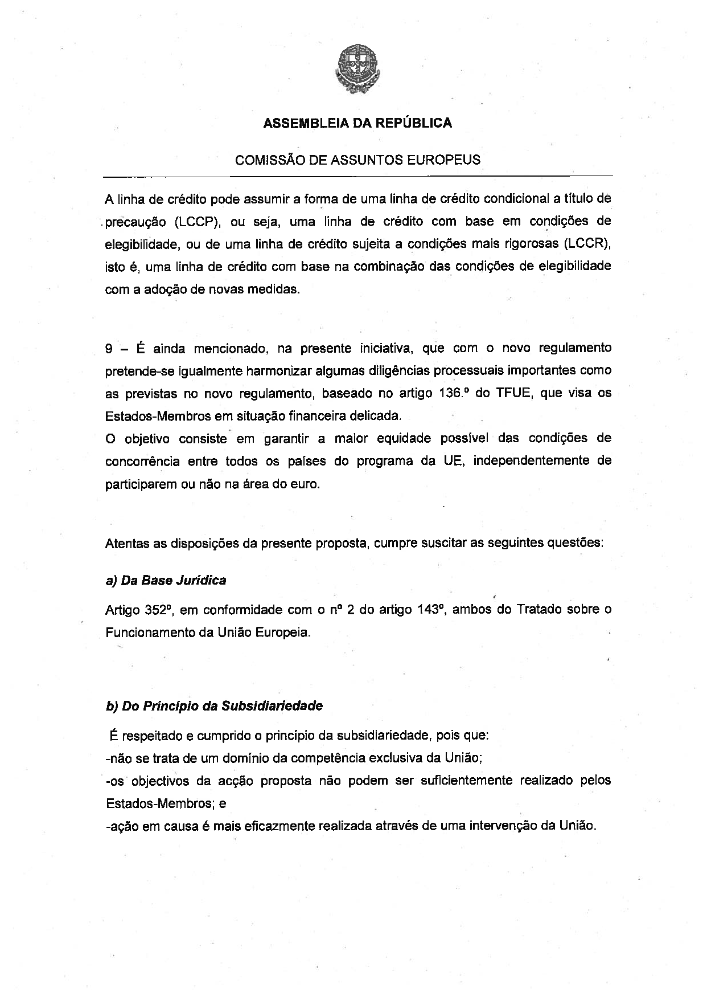 ASSEMBLEIA DA REPÚBLICA
COMISSÃO DE ASSUNTOS EUROPEUS
A linha de crédito pode assumir a forma de uma linha de crédito condicional a título de
precaução (LCCP), ou seja, uma linha de crédito com base em condições de
elegibilidade, ou de uma linha de crédito sujeita a condições mais rigorosas (LCCR),
isto é, uma linha de crédito com base na combinação das condições de elegibilidade
com a adoção de novas medidas.
9 – É ainda mencionado, na presente iniciativa, que com o novo regulamento
pretende-se igualmente harmonizar algumas diligências processuais importantes como
as previstas no novo regulamento, baseado no artigo 136.º do TFUE, que visa os
Estados-Membros em situação financeira delicada.
O objetivo consiste em garantir a maior equidade possível das condições de
concorrência entre todos os países do programa da UE, independentemente de
participarem ou não na área do euro.
Atentas as disposições da presente proposta, cumpre suscitar as seguintes questões:
a) Da Base Jurídica
Artigo 352º, em conformidade com o nº 2 do artigo 143º, ambos do Tratado sobre o
Funcionamento da União Europeia.
b) Do Princípio da Subsidiariedade
É respeitado e cumprido o princípio da subsidiariedade, pois que:
-não se trata de um domínio da competência exclusiva da União;
-os objectivos da acção proposta não podem ser suficientemente realizado pelos
Estados-Membros; e
-ação em causa é mais eficazmente realizada através de uma intervenção da União.